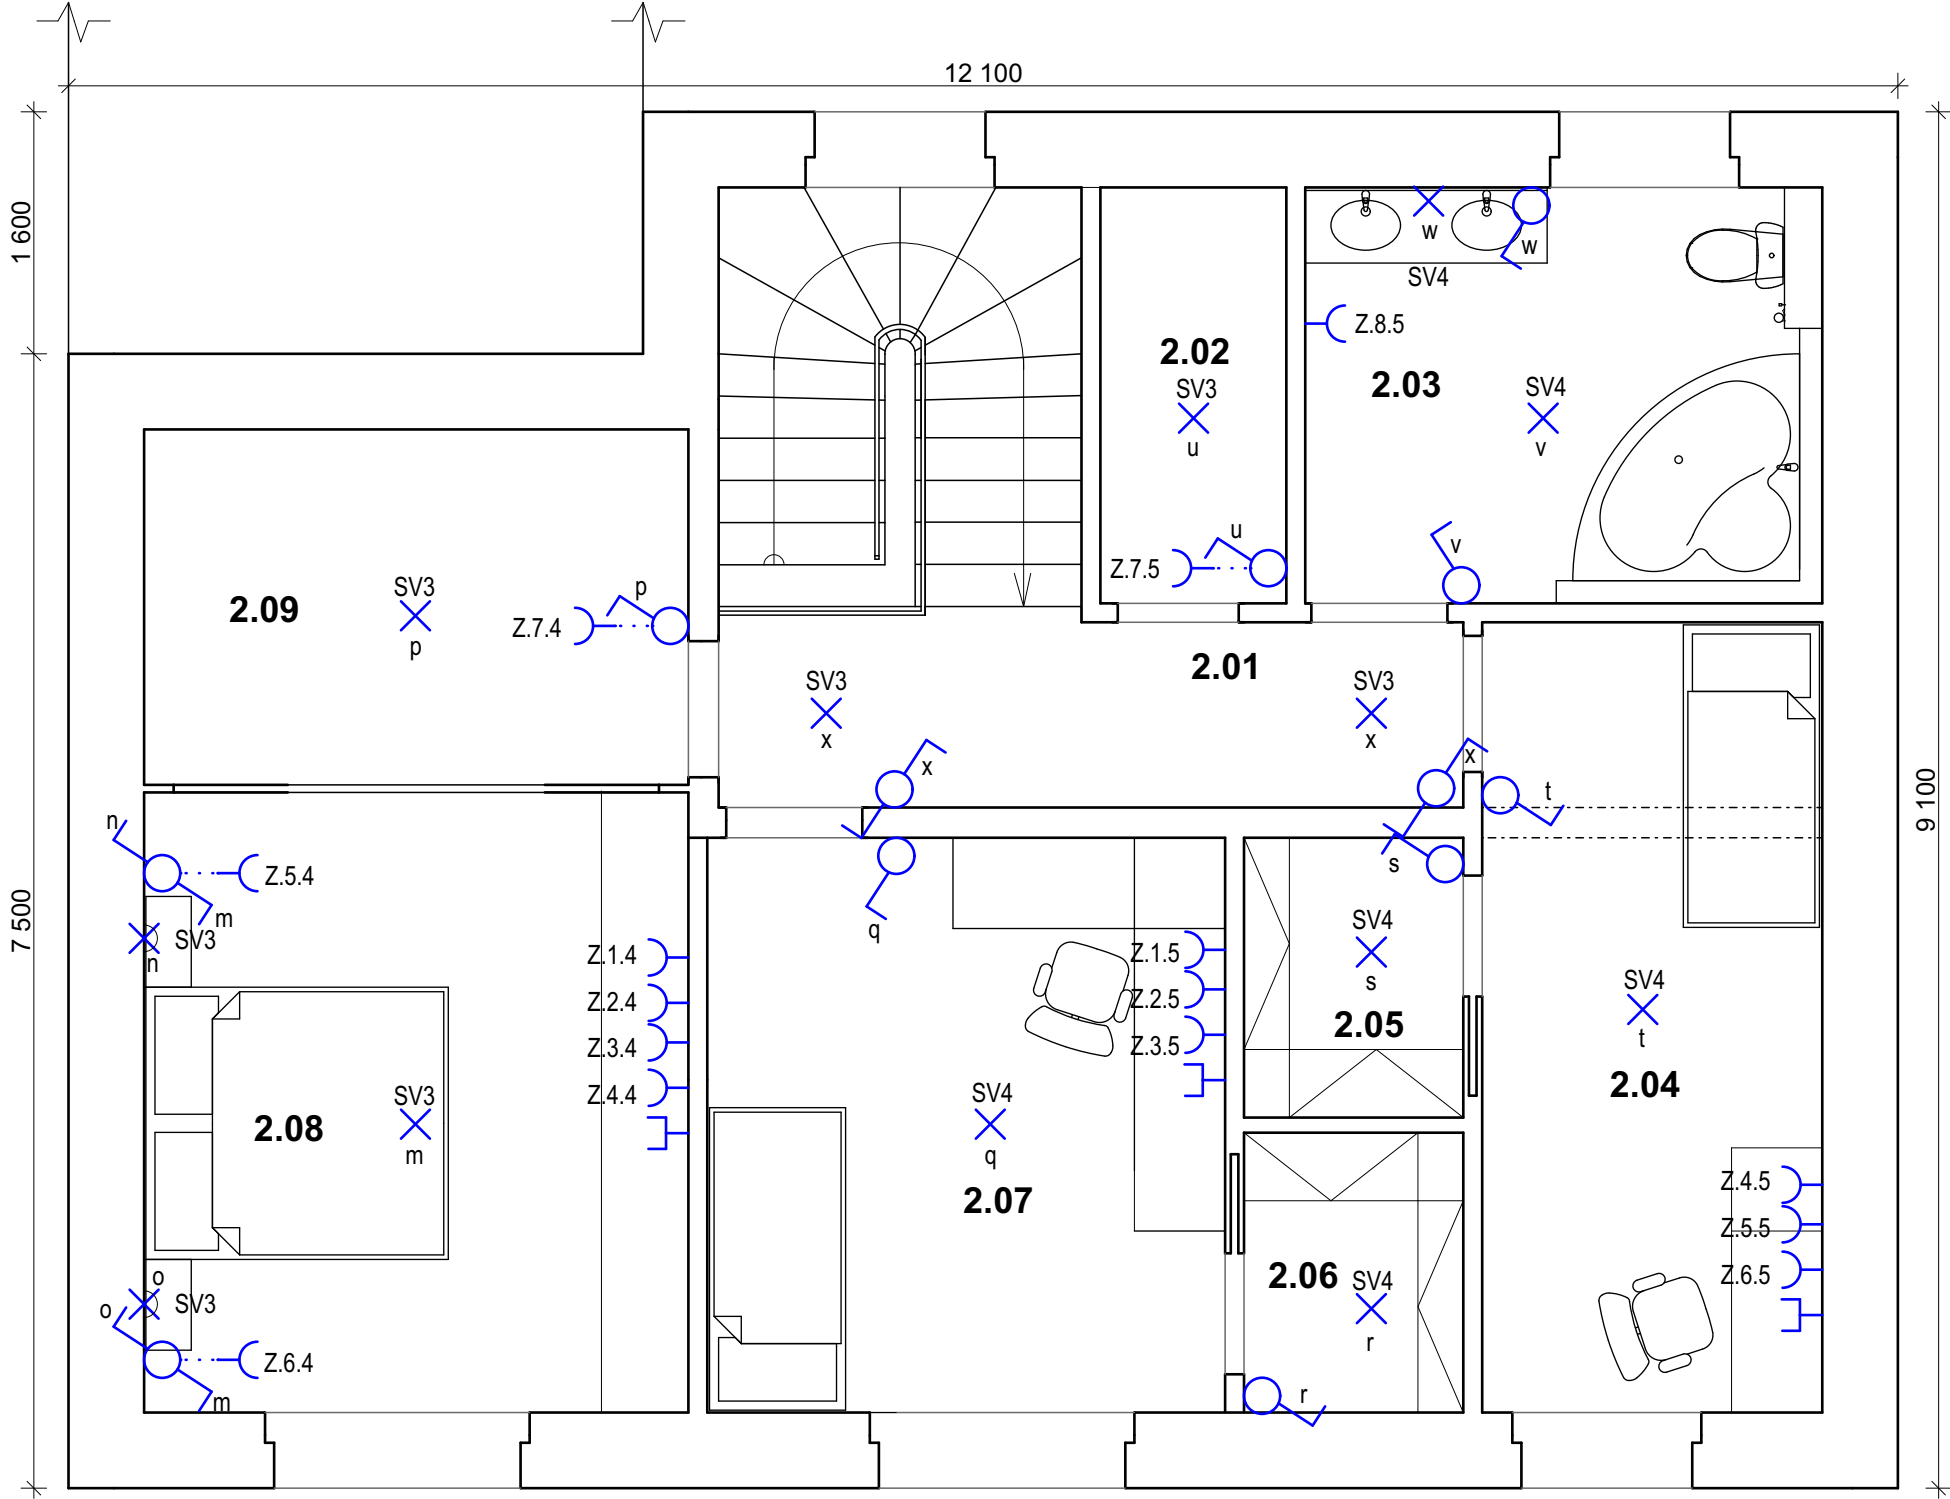 12 100
1 600
w
w
SV4
Z.8.5
2.02
SV3
u
2.03
SV4
v
u
Z.7.5
v
2.09
SV3
p
p
Z.7.4
2.01
SV3
x
SV3
x
x
x
t
n
Z.5.4
m
SV3
n
q
s
7 500
9 100
Z.1.4
Z.2.4
Z.3.4
Z.4.4
Z.1.5
Z.2.5
Z.3.5
SV4
s
2.05
SV4
t
2.04
2.08
SV3
m
SV4
q
2.07
Z.4.5
Z.5.5
Z.6.5
2.06
SV4
r
o
SV3
o
Z.6.4
m
r